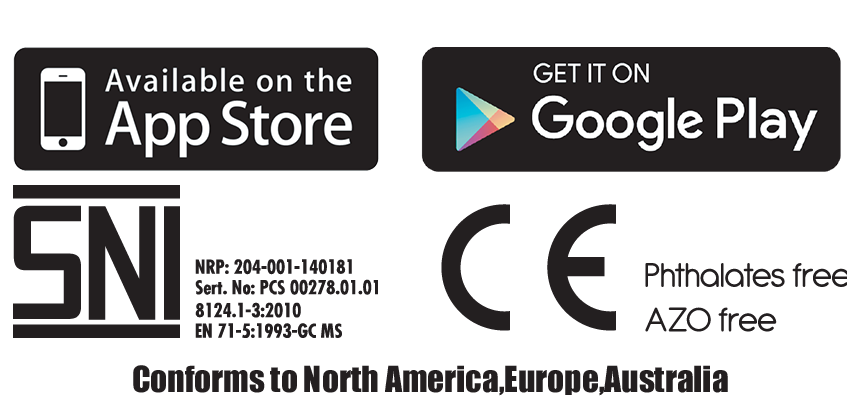 Available on the
App Store
GET IT ON
Google Play
SNI
NRP: 204-001-140181
Sert. No: PCS 00278.01.01
8124.1-3:2010
EN 71-5:1993-GC MS
CE
Phthalates free
AZO free
Conforms to North America,Europe,Australia